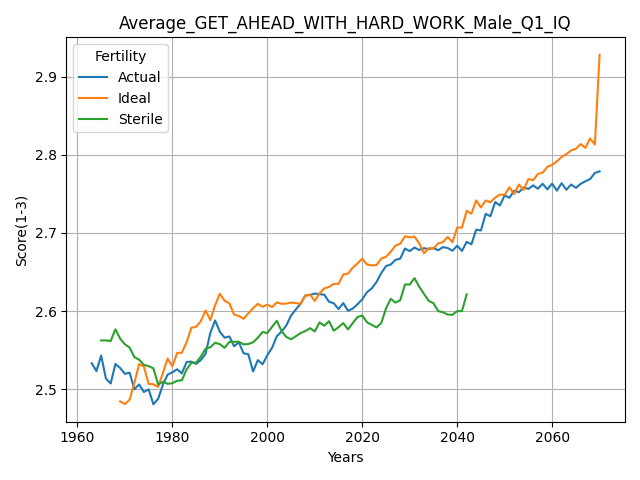 Average_GET_AHEAD_WITH_HARD_WORK_Male_Q1_IQ
Fertility
Actual
Ideal
Sterile
2.9
2.8
2.7
2.6
2.5
Score(1-3)
1960 1980 2000 2020 2040 2060
Years